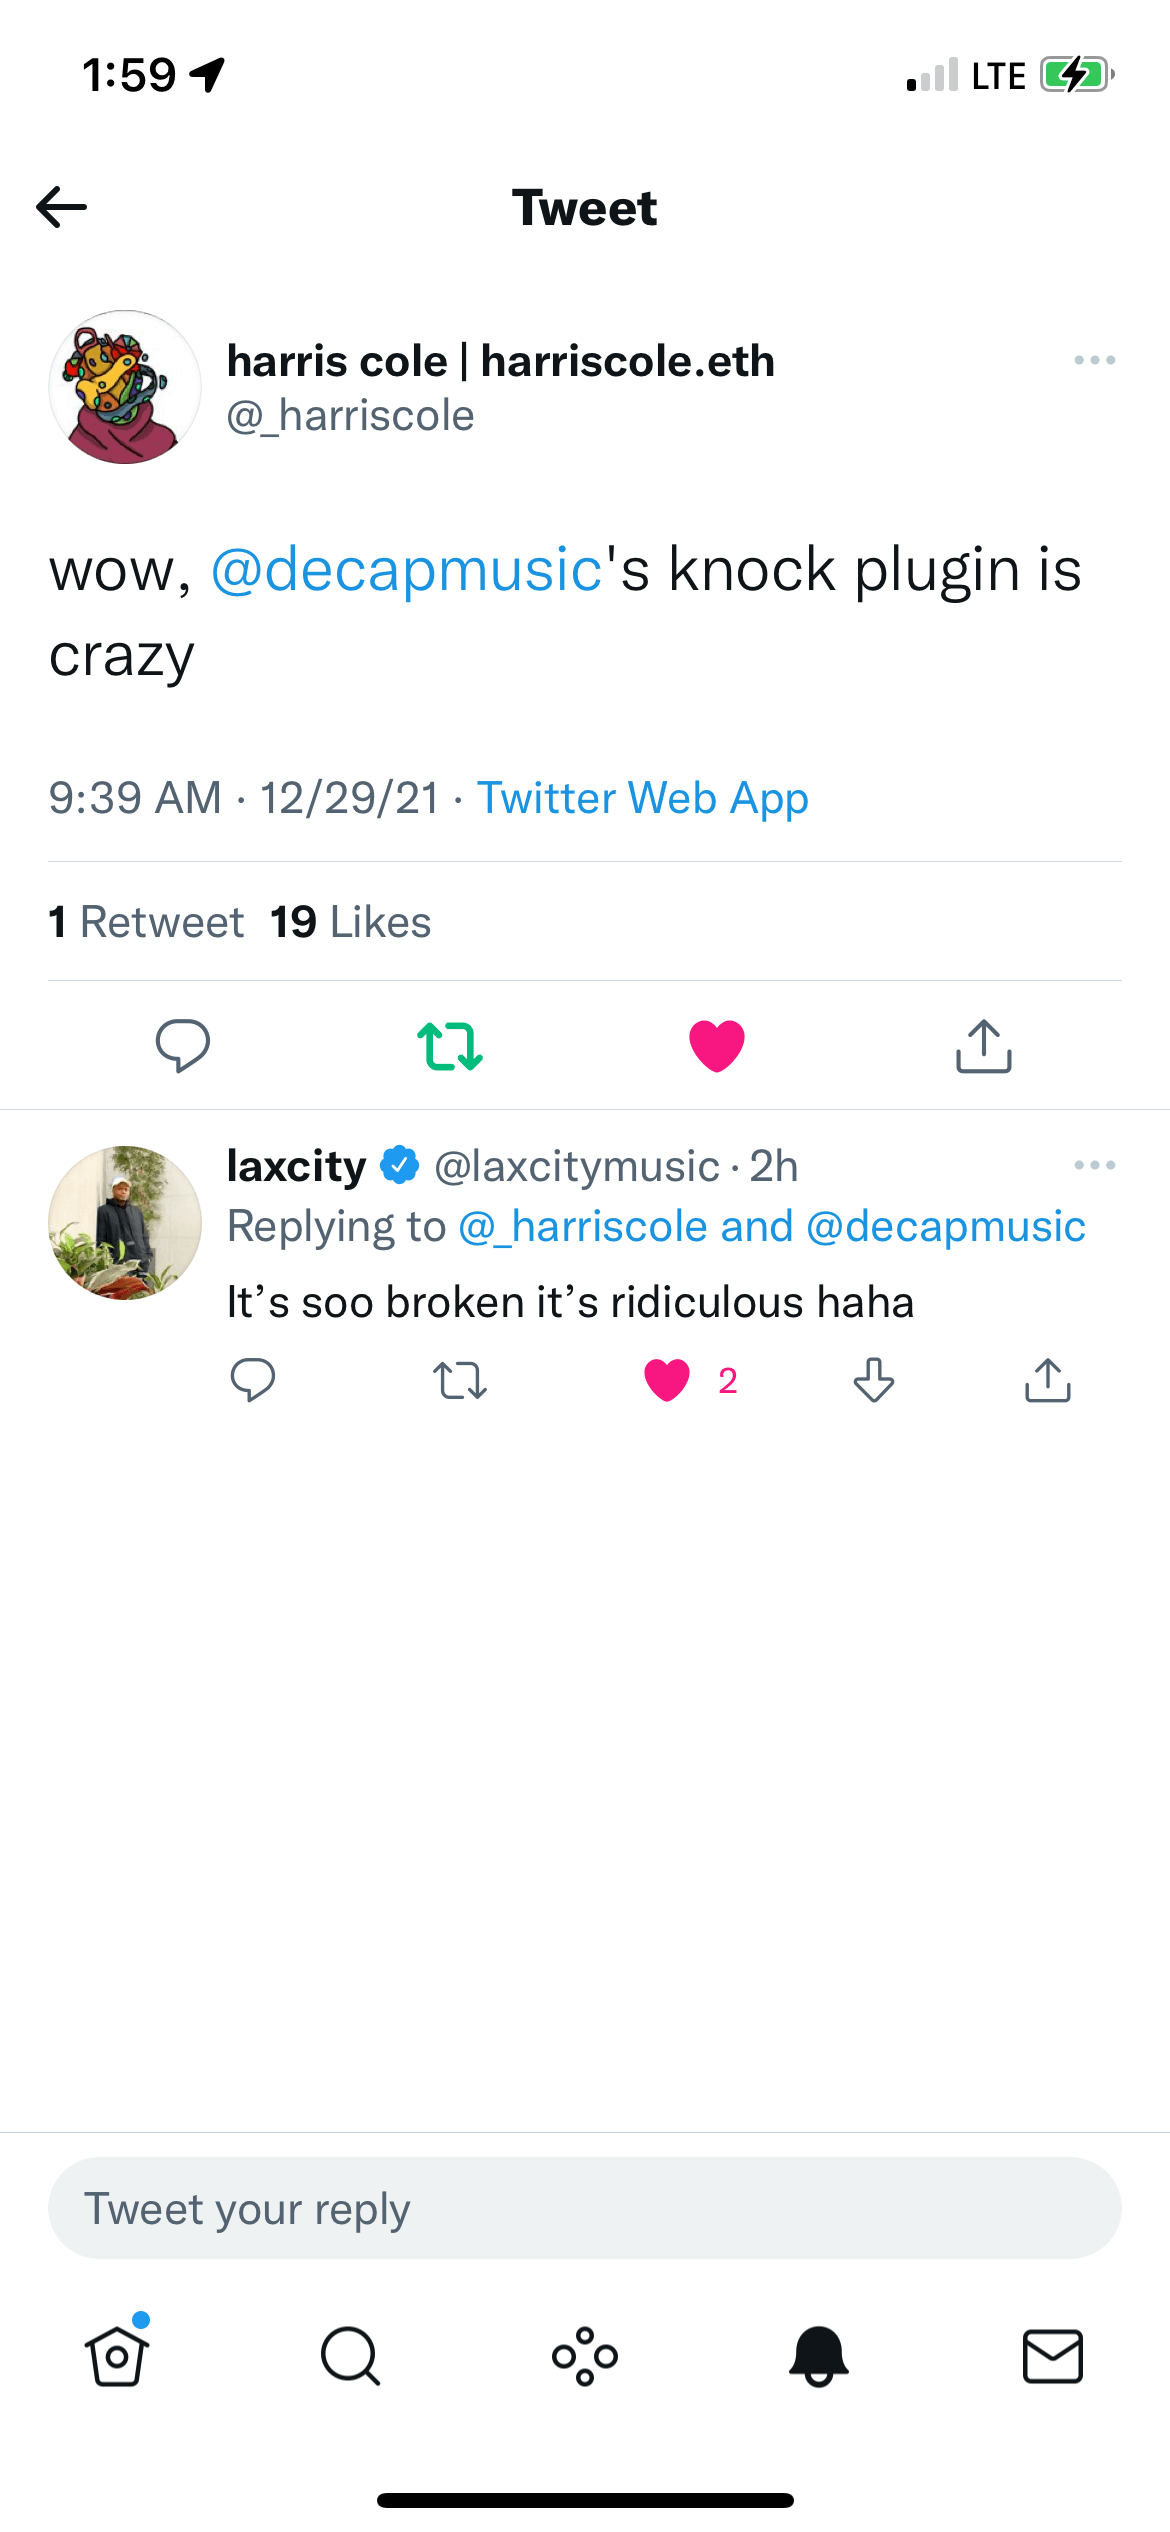 1:59 LTE
Tweet
harris cole | harriscole.eth
@_harriscole
wow, @decapmusic's knock plugin is
crazy
9:39 AM · 12/29/21 · Twitter Web App
1 Retweet 19 Likes
laxcity @laxcitymusic · 2h
Replying to @_harriscole and @decapmusic
It’s soo broken it’s ridiculous haha
2
Tweet your reply